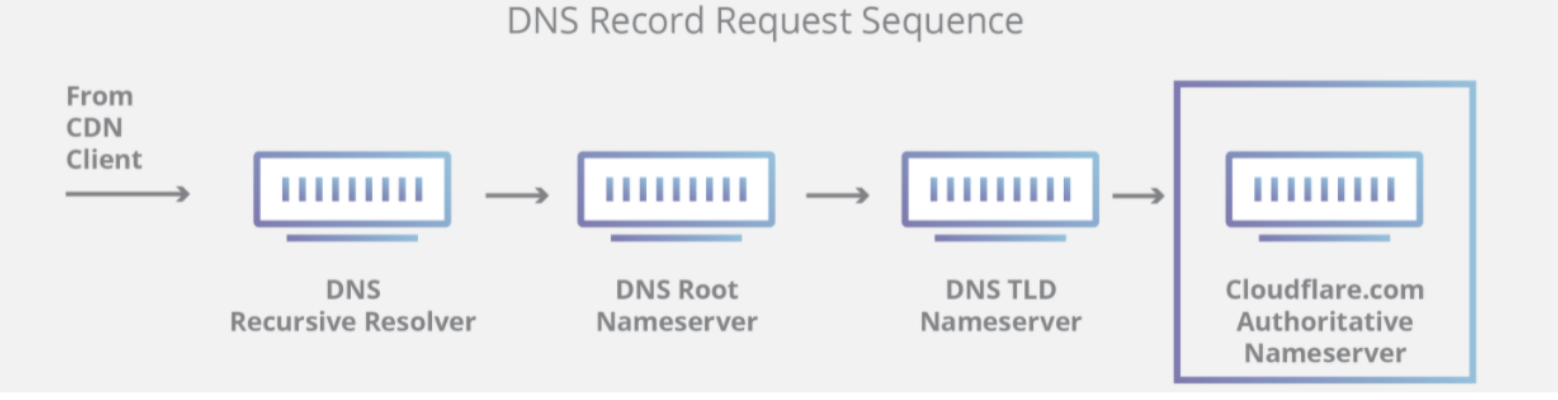 DNS Record Request Sequence
From
CDN
Client
DNS
Recursive Resolver
DNS Root
Nameserver
DNS TLD
Nameserver
Cloudflare.com
Authoritative
Nameserver